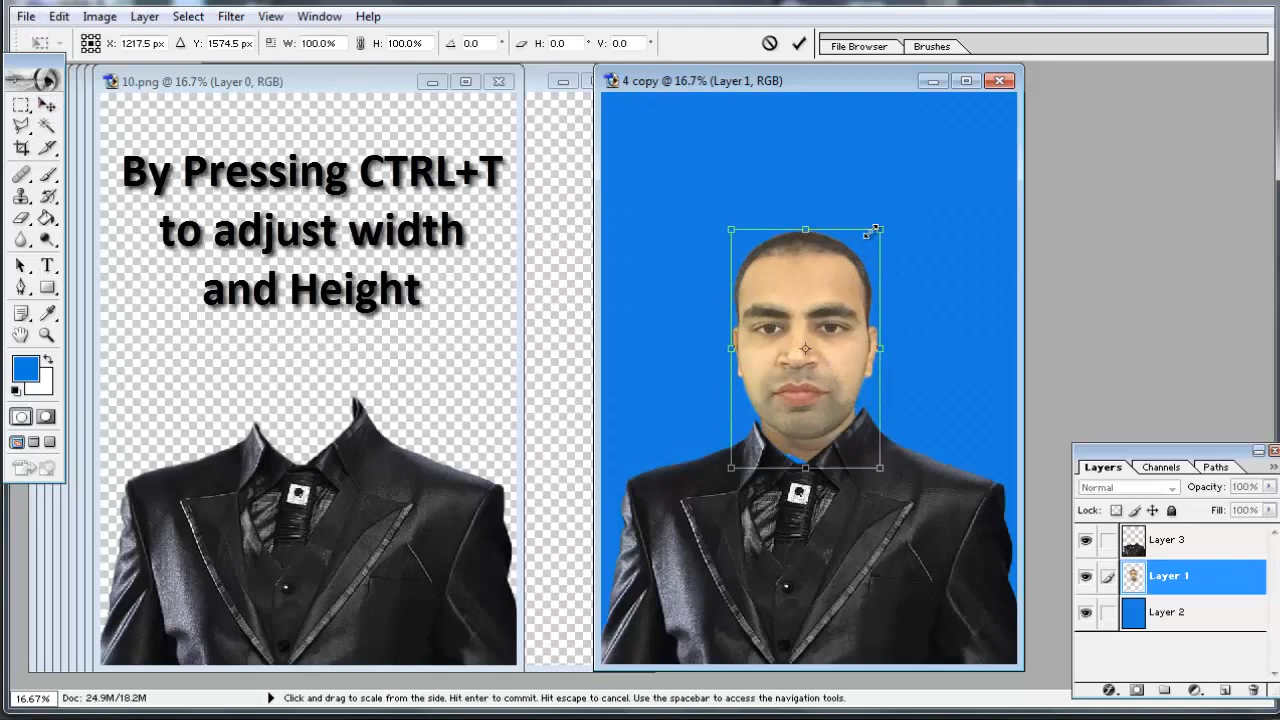 File Edit Image Layer Select Filter View Window Help
X: 1217.5 px Y: 1574.5 px W: 100.0% H: 100.0% 0.0 ° H: 0.0 ° V: 0.0 ° File Browser Brushes
10.png @ 16.7% (Layer 0, RGB)
4 copy @ 16.7% (Layer 1, RGB)
By Pressing CTRL+T
to adjust width
and Height
Layers Channels Paths
Normal Opacity: 100%
Lock: Fill: 100%
Layer 3
Layer 1
Layer 2
16.67% Doc: 24.9M/18.2M Click and drag to scale from the side. Hit enter to commit. Hit escape to cancel. Use the spacebar to access the navigation tools.